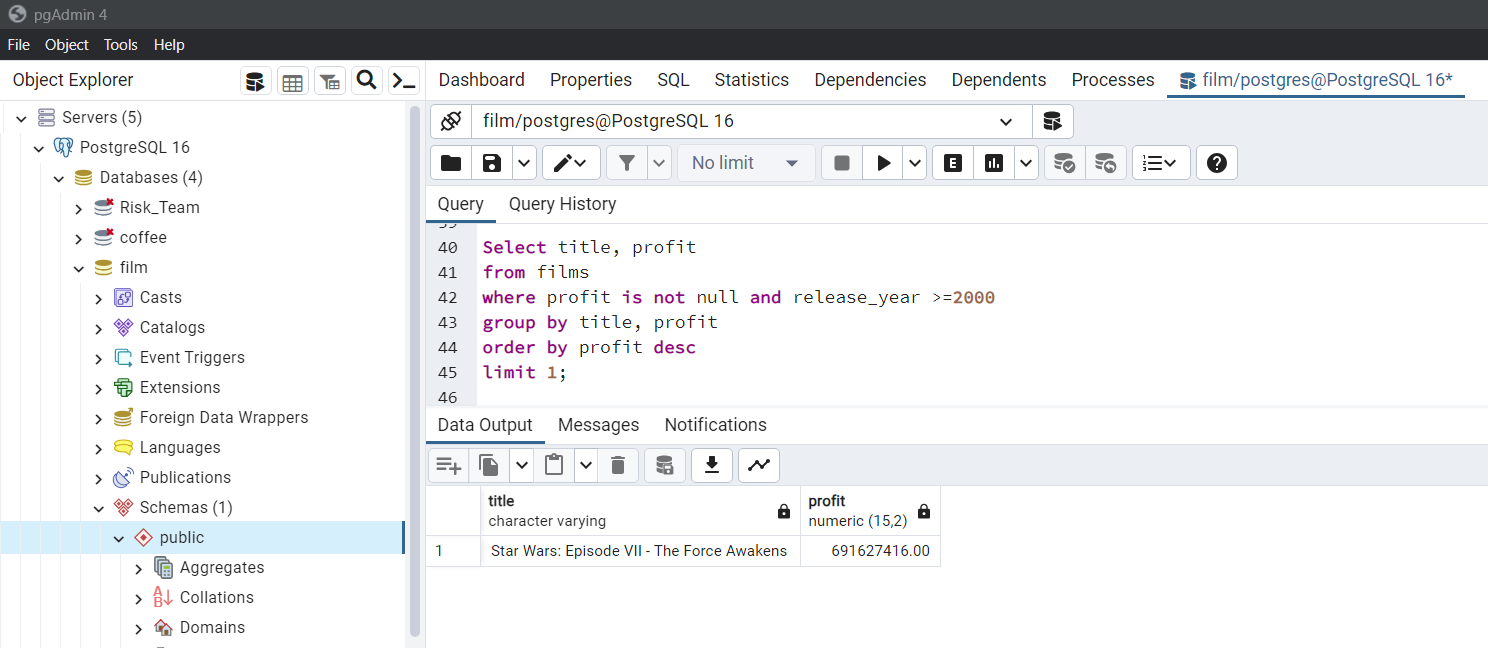 pgAdmin 4
File Object Tools Help
Object Explorer
Dashboard Properties SQL Statistics Dependencies Dependents Processes film/postgres@PostgreSQL 16*
Servers (5)
PostgreSQL 16
Databases (4)
Risk_Team
coffee
film
Casts
Catalogs
Event Triggers
Extensions
Foreign Data Wrappers
Languages
Publications
Schemas (1)
public
Aggregates
Collations
Domains
film/postgres@PostgreSQL 16
No limit
E
Query Query History
39
40 Select title, profit
41 from films
42 where profit is not null and release_year >=2000
43 group by title, profit
44 order by profit desc
45 limit 1;
46
Data Output Messages Notifications
title profit
character varying numeric (15,2)
1 Star Wars: Episode VII - The Force Awakens 691627416.00